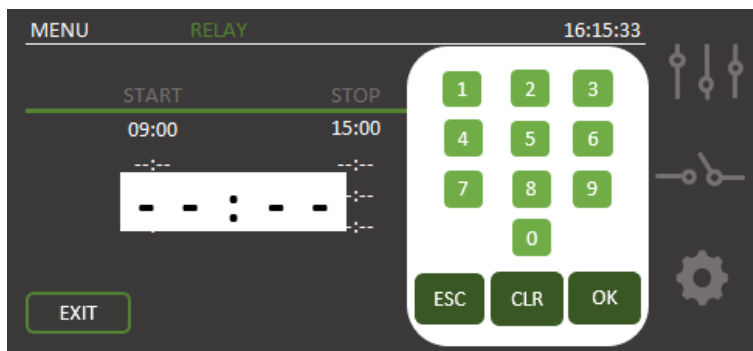 MENU RELAY 16:15:33
START STOP
09:00 15:00
--:-- --:--
--:--
-:--
-:--
1 2 3
4 5 6
7 8 9
0
ESC CLR OK
EXIT